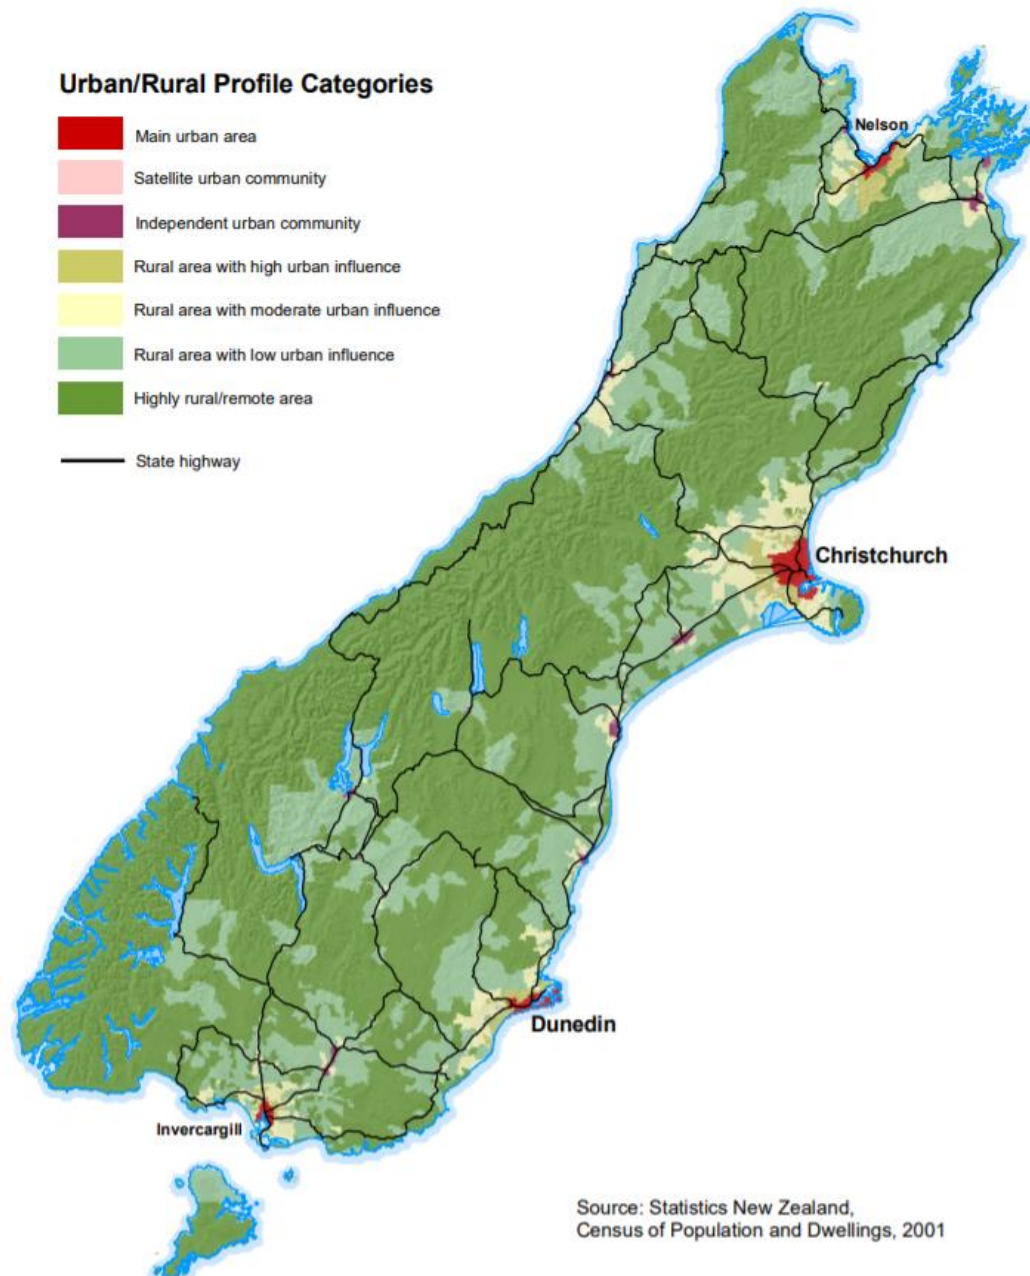 Urban/Rural Profile Categories
Main urban area
Satellite urban community
Independent urban community
Rural area with high urban influence
Rural area with moderate urban influence
Rural area with low urban influence
Highly rural/remote area
State highway
Nelson
Christchurch
Dunedin
Invercargill
Source: Statistics New Zealand,
Census of Population and Dwellings, 2001